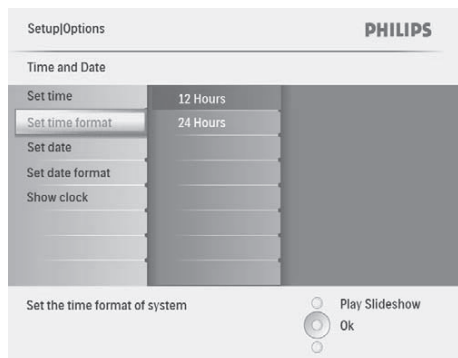 Setup|Options
PHILIPS
Time and Date
Set time
12 Hours
Set time format
24 Hours
Set date
Set date format
Show clock
Set the time format of system
Play Slideshow
Ok